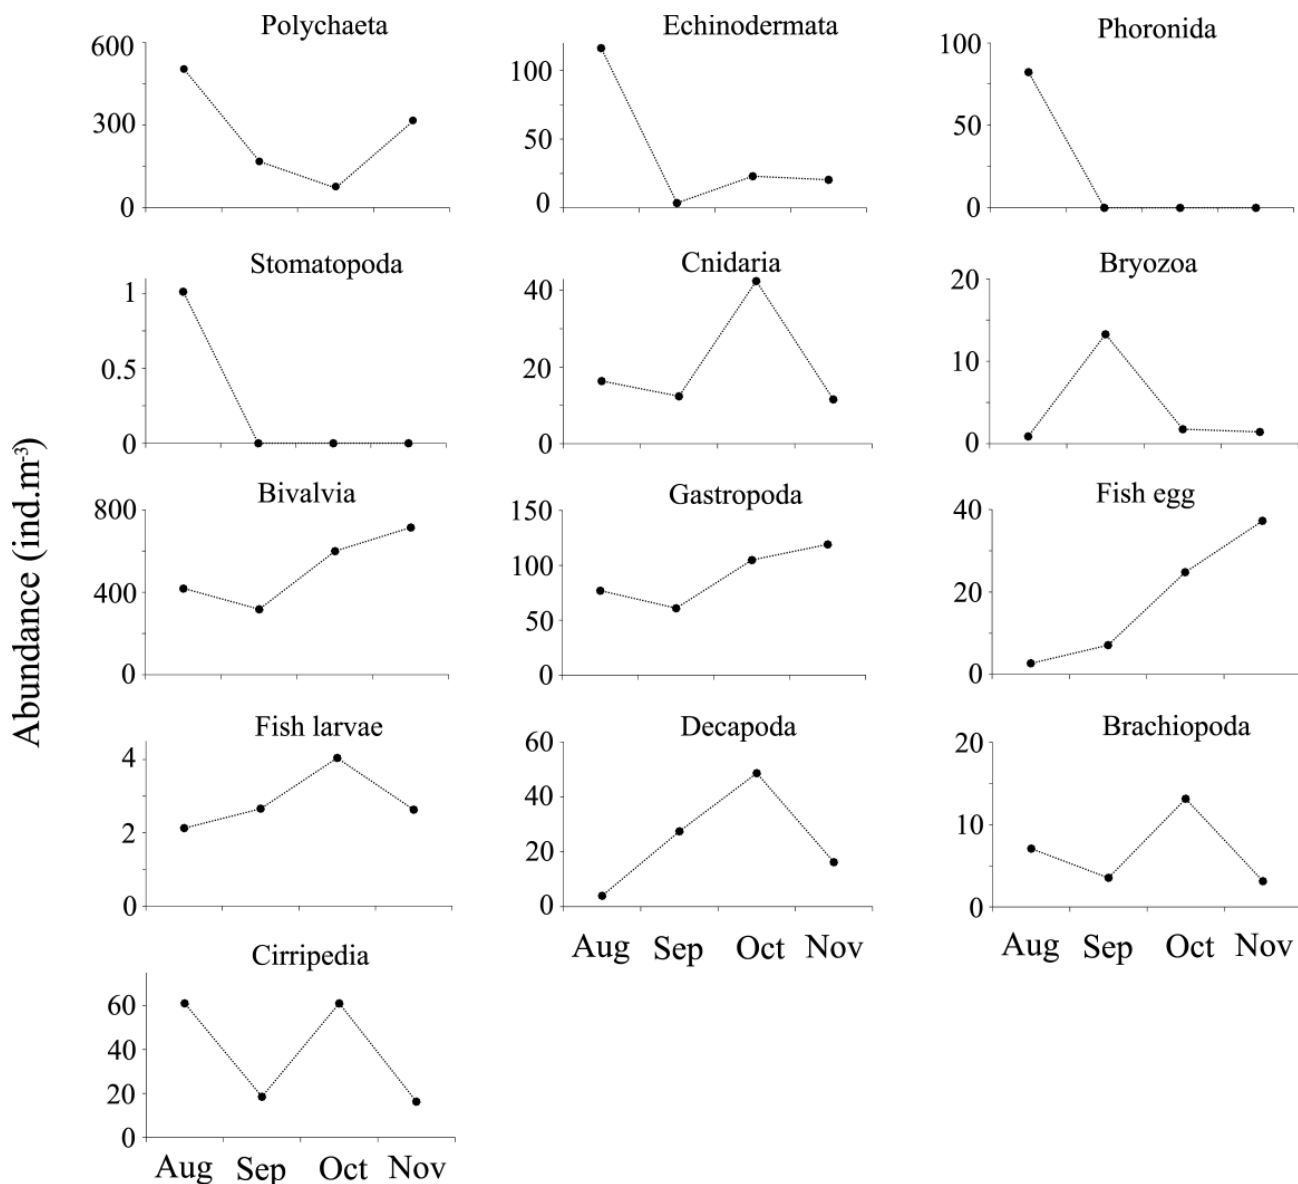 Abundance (ind.m-3)
Polychaeta
600
300
0
Echinodermata
100
50
0
Phoronida
100
50
0
Stomatopoda
1
0.5
0
Cnidaria
40
20
0
Bryozoa
20
10
0
Bivalvia
800
400
0
Gastropoda
150
100
50
0
Fish egg
40
20
0
Fish larvae
4
2
0
Decapoda
60
40
20
0
Aug Sep Oct Nov
Brachiopoda
20
10
0
Aug Sep Oct Nov
Cirripedia
60
40
20
0
Aug Sep Oct Nov